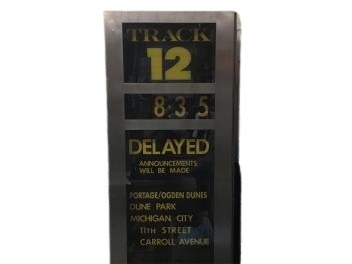 TRACK
12
8:35
DELAYED
ANNOUNCEMENTS
WILL BE MADE
PORTAGE/OGDEN DUNES
DUNE PARK
MICHIGAN CITY
11TH STREET
CARROLL AVENUE